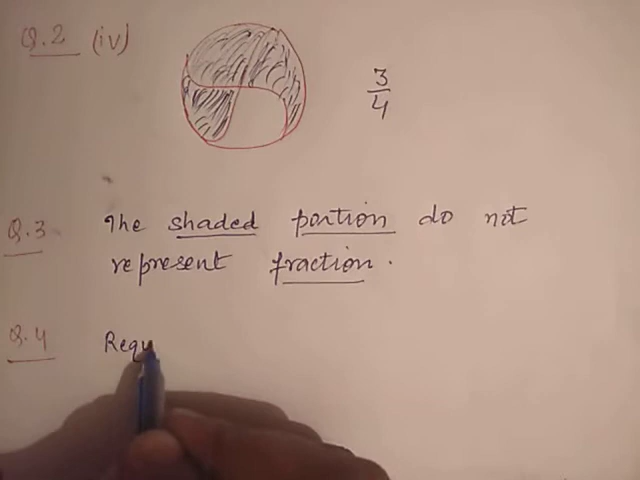 Q.2 (iv)
3
4
Q.3 The shaded portion do not
represent fraction.
Q.4 Requ